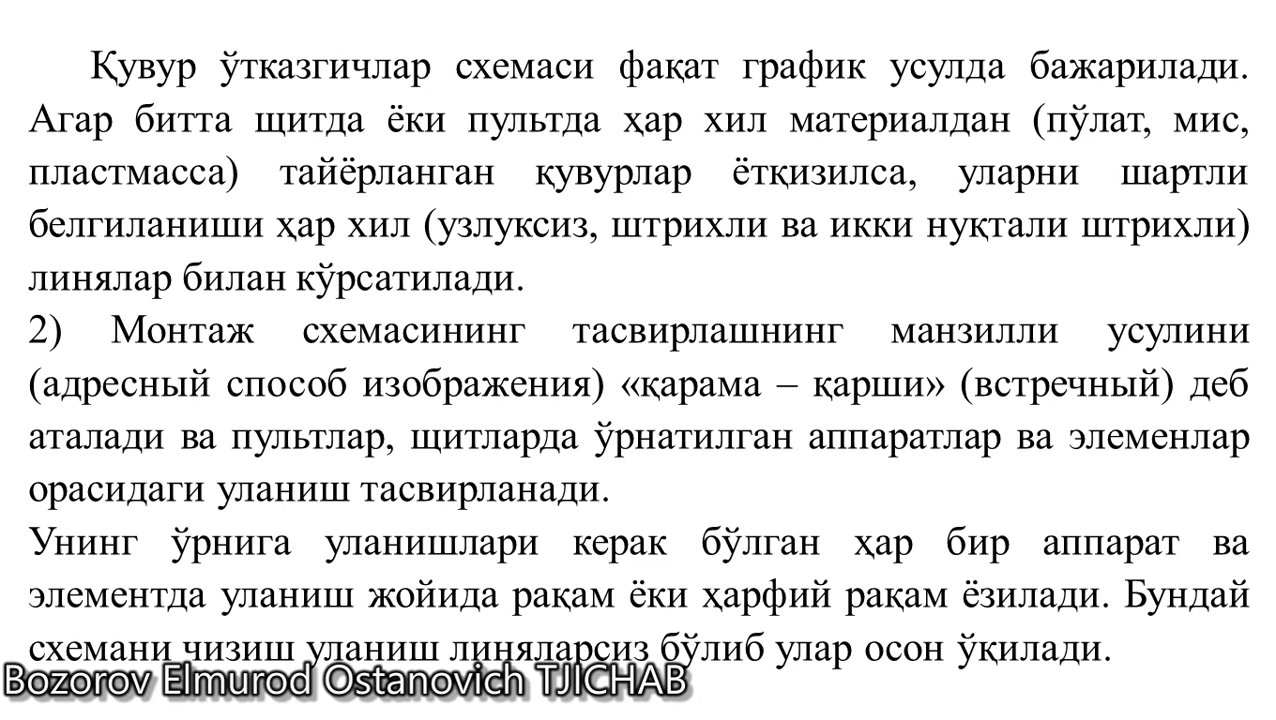 Қувур ўтказгичлар схемаси фақат график усулда бажарилади.
Агар битта щитда ёки пультда ҳар хил материалдан (пўлат, мис,
пластмасса) тайёрланган қувурлар ётқизилса, уларни шартли
белгиланиши ҳар хил (узлуксиз, штрихли ва икки нуқтали штрихли)
линялар билан кўрсатилади.
2) Монтаж схемасининг тасвирлашнинг манзилли усулини
(адресный способ изображения) «қарама – қарши» (встречный) деб
аталади ва пультлар, щитларда ўрнатилган аппаратлар ва элеменлар
орасидаги уланиш тасвирланади.
Унинг ўрнига уланишлари керак бўлган ҳар бир аппарат ва
элементда уланиш жойида рақам ёки ҳарфий рақам ёзилади. Бундай
схемани чизиш уланиш линяларсиз бўлиб улар осон ўқилади.
Bozorov Elmurod Ostanovich TJICHAB